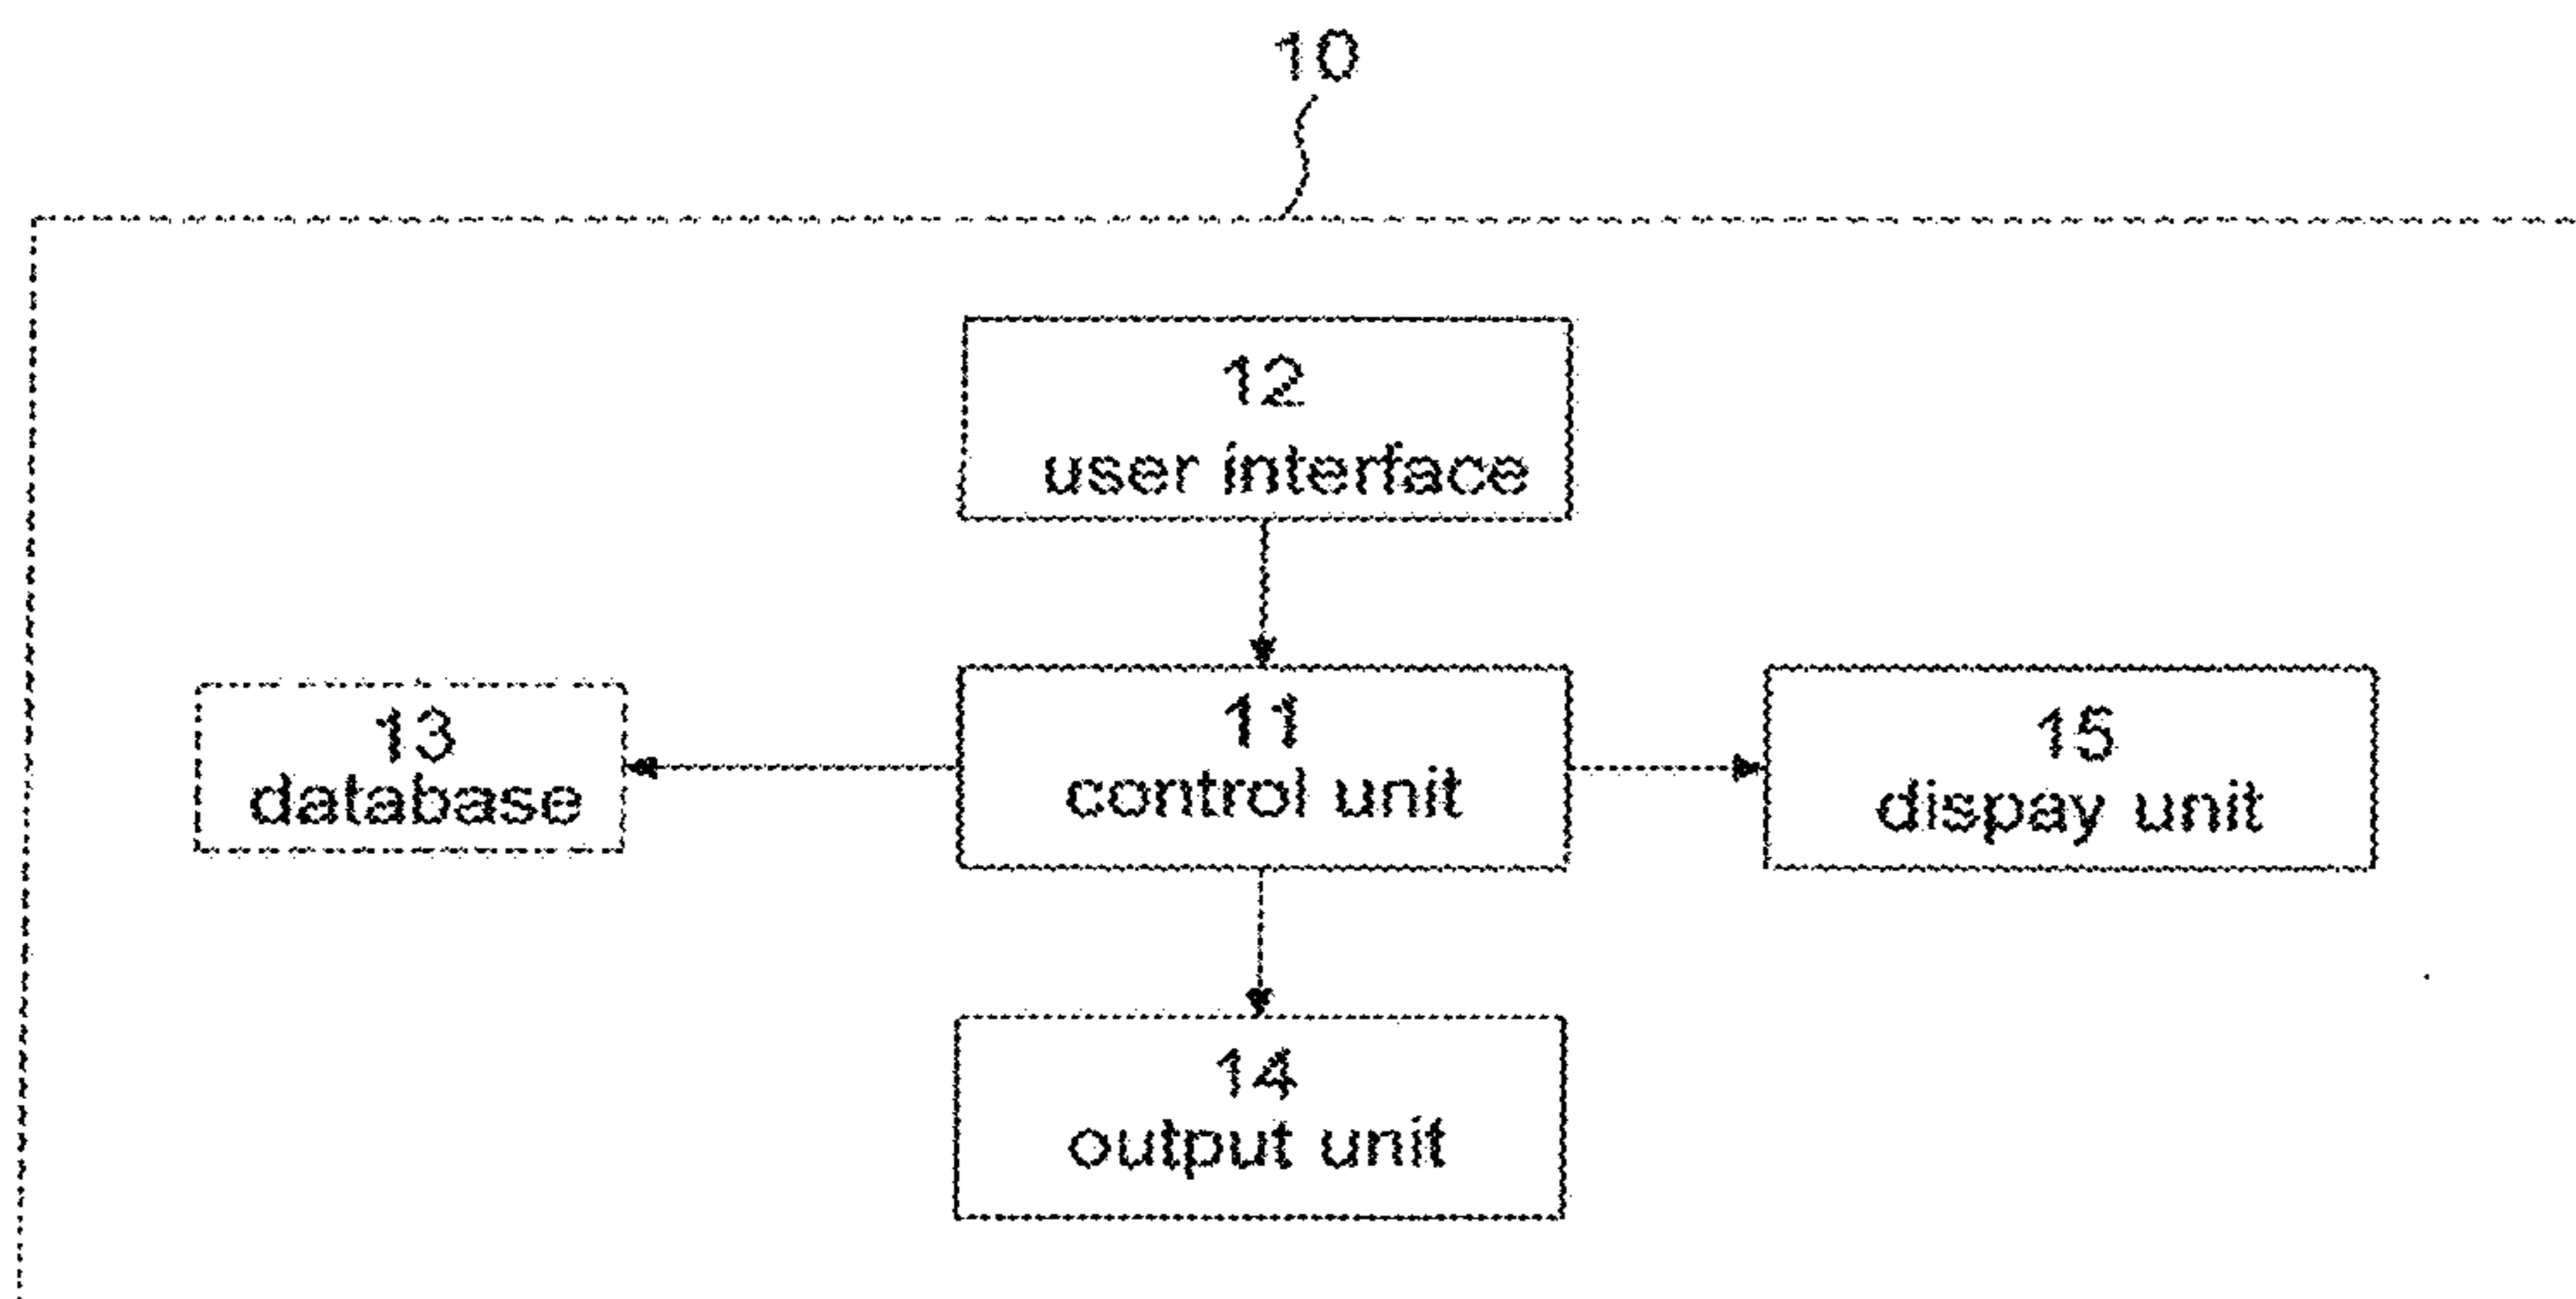 10
12
user interface
13
database
11
control unit
15
dispay unit
14
output unit